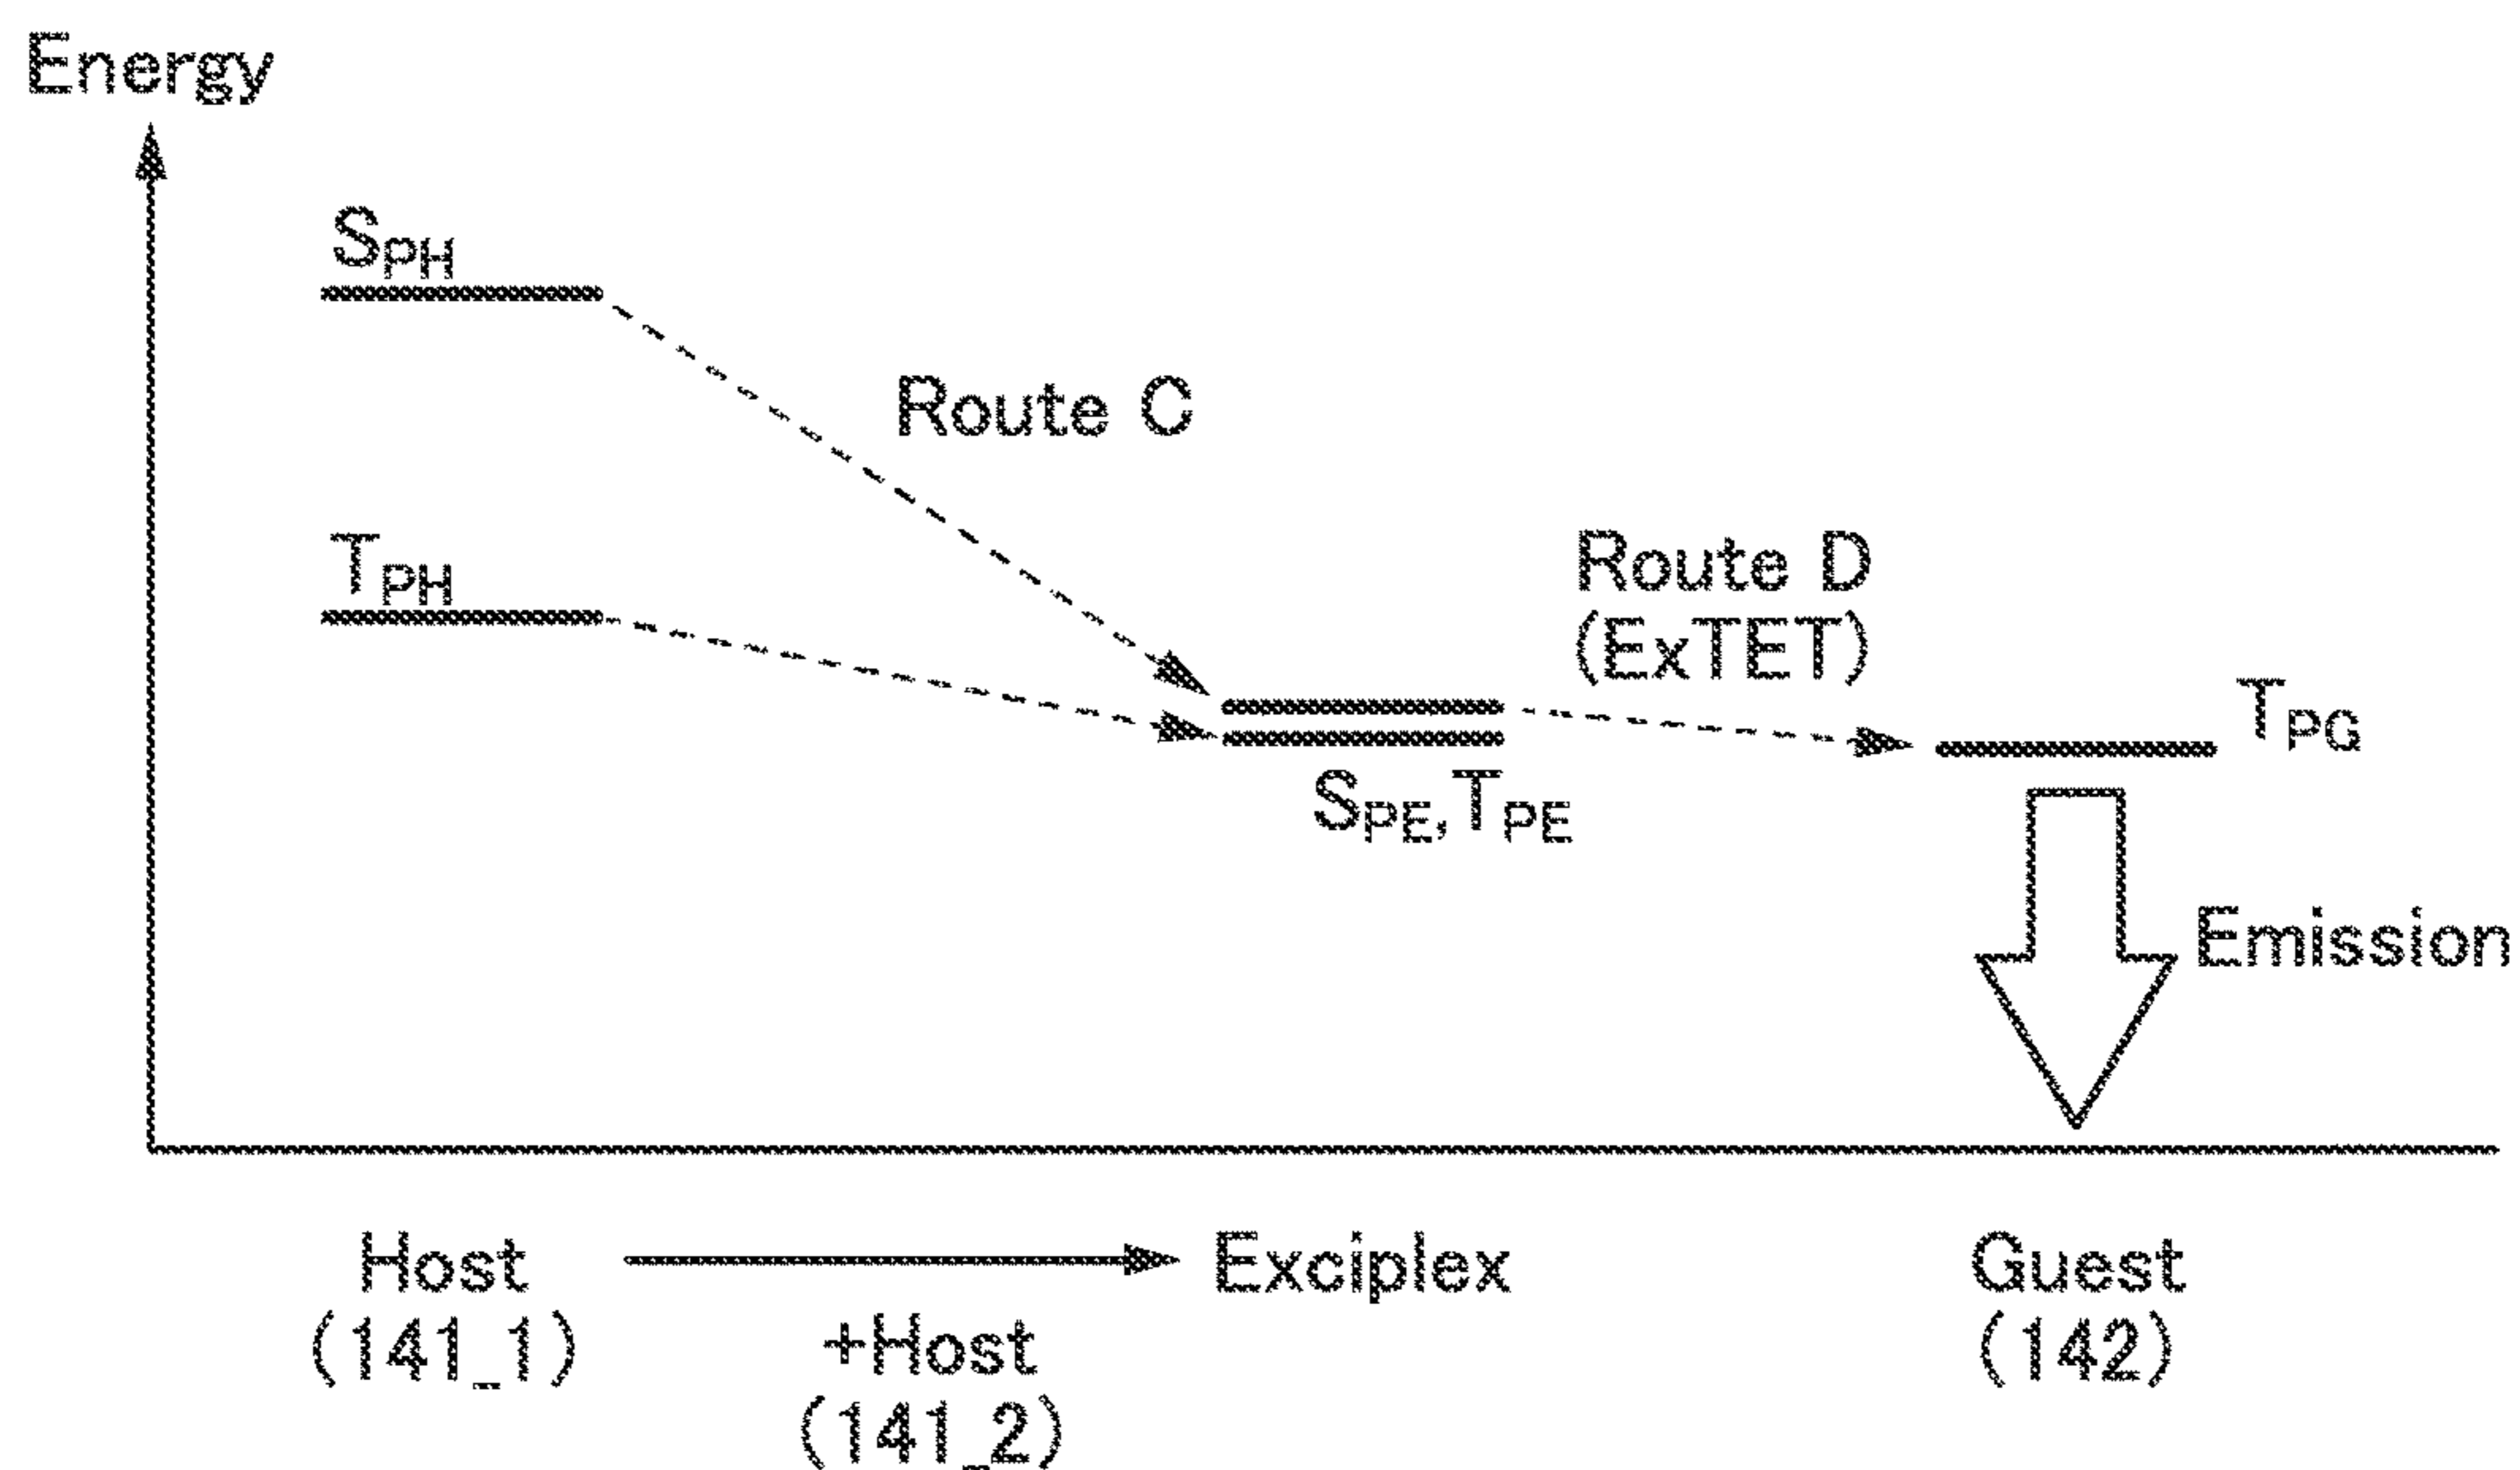 Energy
SPH
Route C
TPH
Route D
(ExTET)
TPG
SPE,TPE
Emission
Host
(141_1)
+Host
(141_2)
Exciplex
Guest
(142)